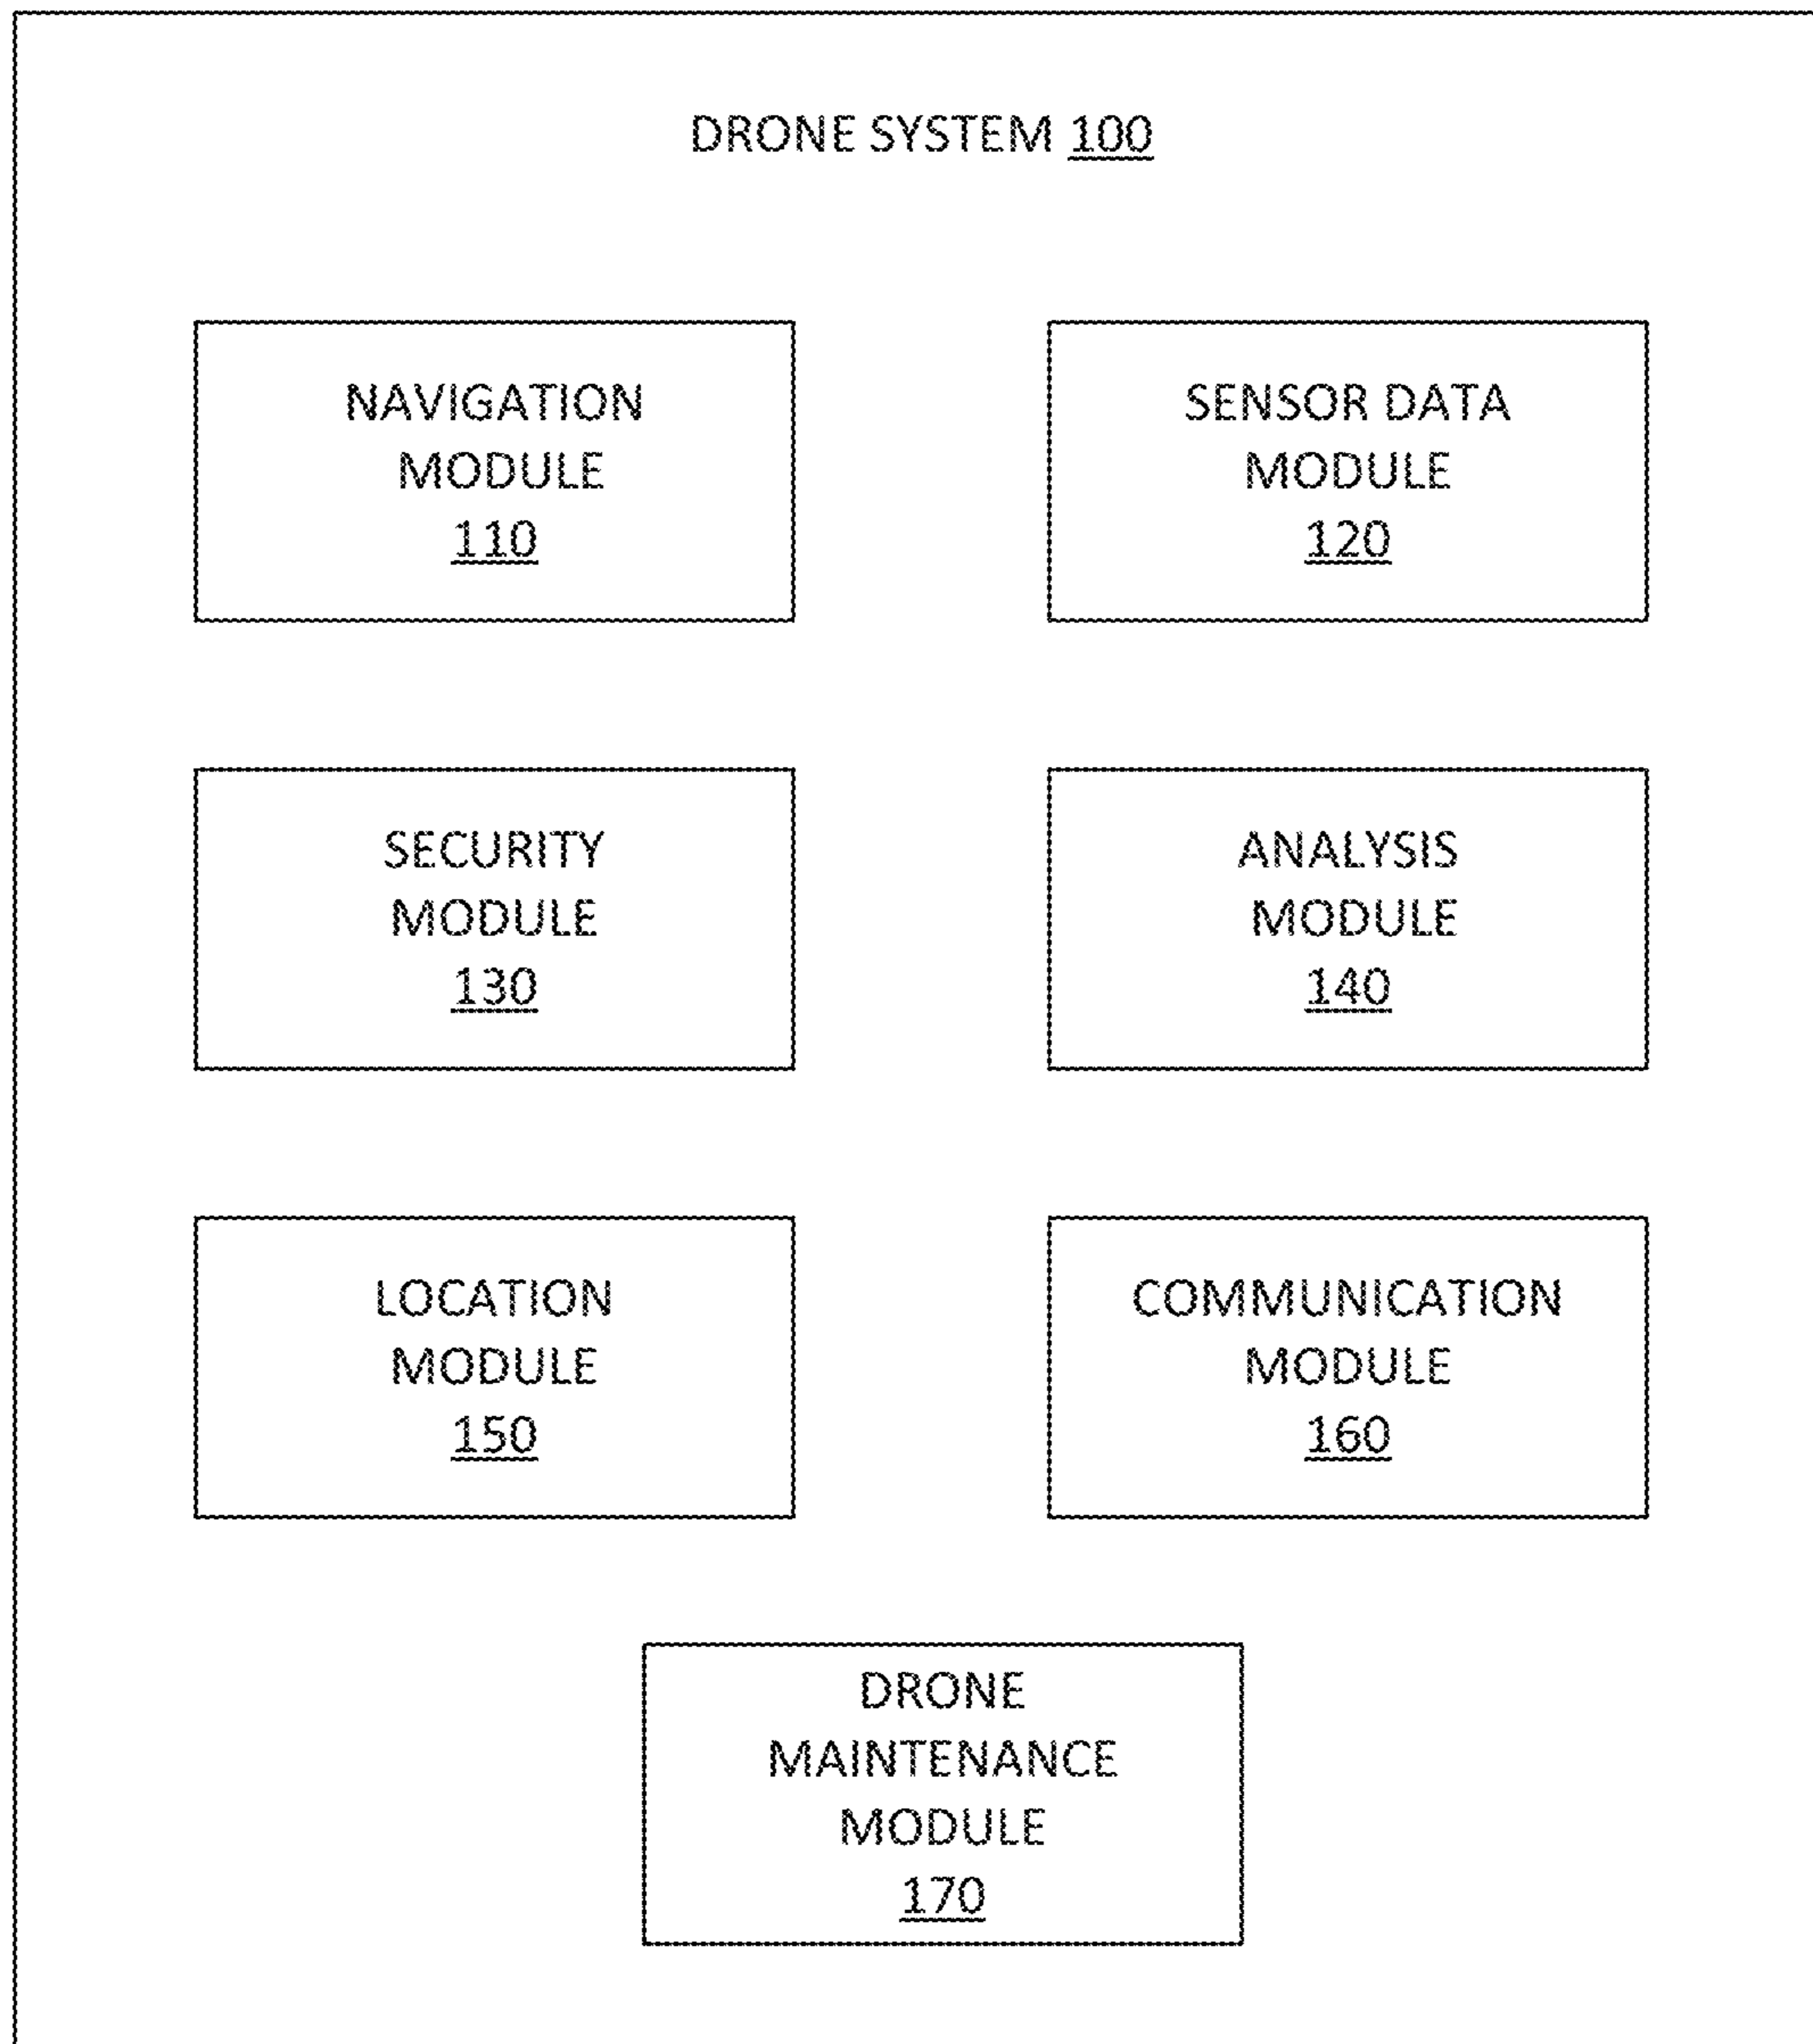 DRONE SYSTEM 100
NAVIGATION
MODULE
110
SENSOR DATA
MODULE
120
SECURITY
MODULE
130
ANALYSIS
MODULE
140
LOCATION
MODULE
150
COMMUNICATION
MODULE
160
DRONE
MAINTENANCE
MODULE
170